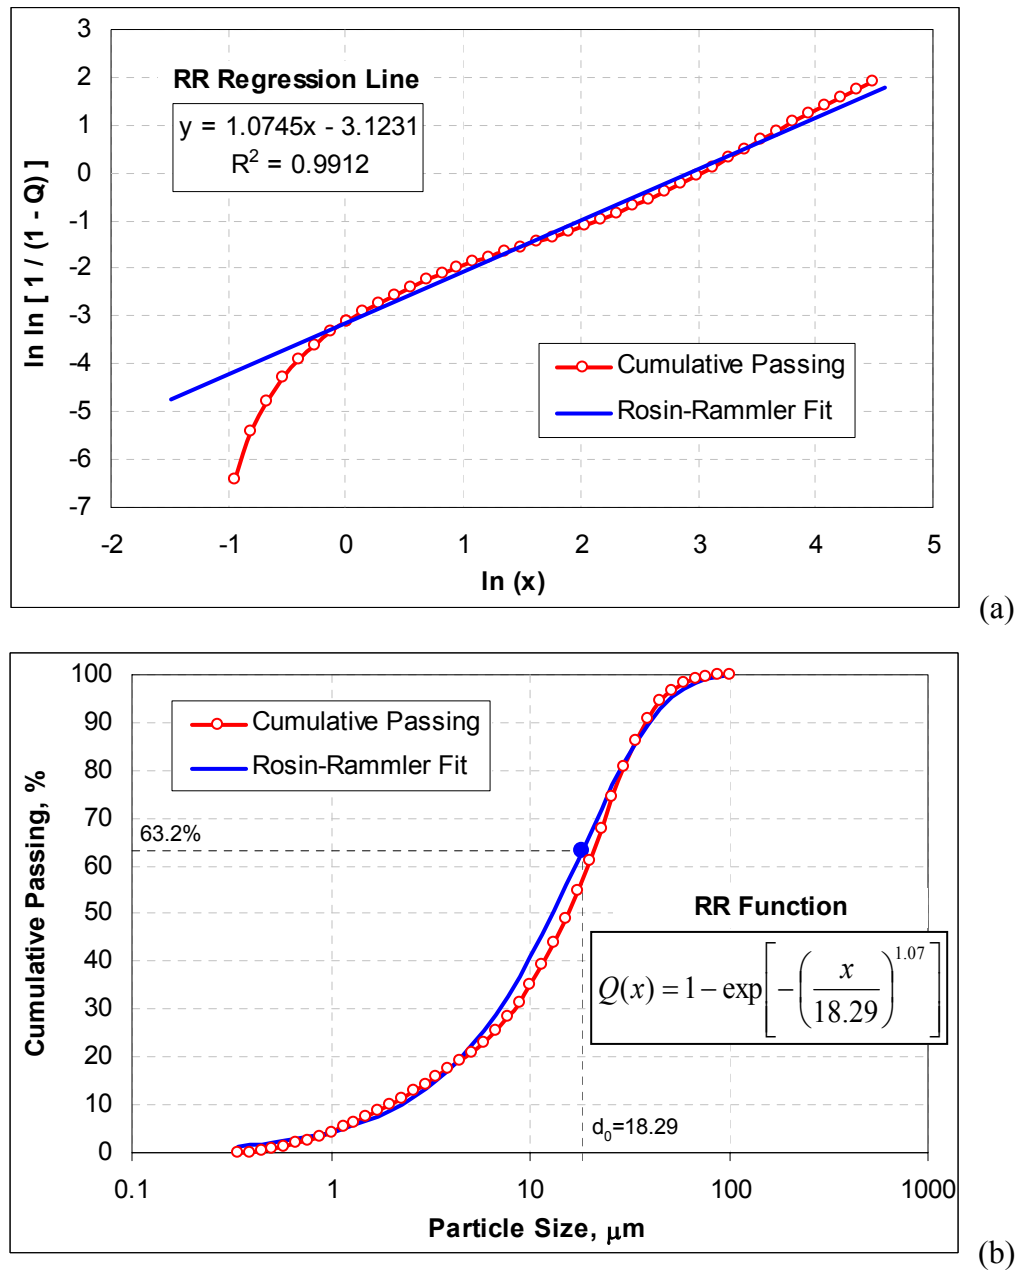 3
2
1
0
-1
-2
-3
-4
-5
-6
-7
ln ln [ 1 / (1 - Q) ]
RR Regression Line
y = 1.0745x - 3.1231
R² = 0.9912
Cumulative Passing
Rosin-Rammler Fit
-2 -1 0 1 2 3 4 5
ln (x)
(a)
100
90
80
70
60
50
40
30
20
10
0
Cumulative Passing, %
Cumulative Passing
Rosin-Rammler Fit
63.2%
RR Function
Q(x) = 1 − exp[−(x/18.29)^1.07]
d₀=18.29
0.1 1 10 100 1000
Particle Size, μm
(b)